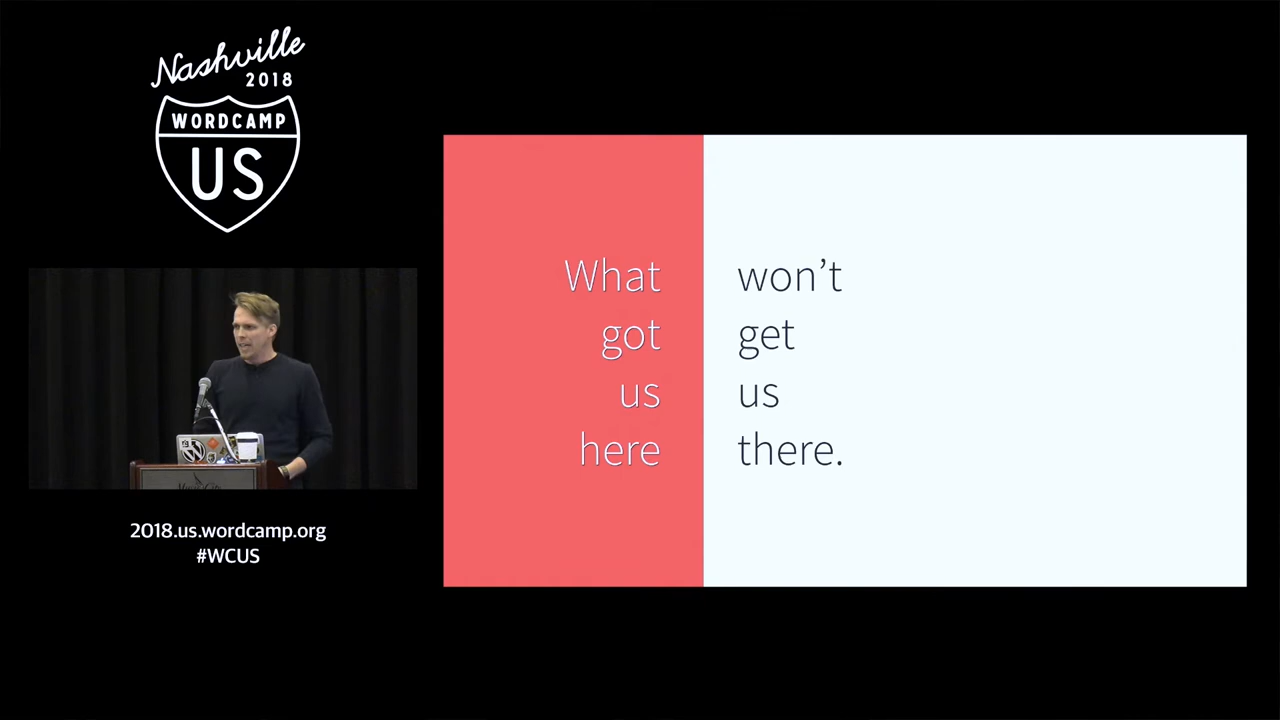 Nashville
2018
WORDCAMP
US
2018.us.wordcamp.org
#WCUS
What
got
us
here
won’t
get
us
there.